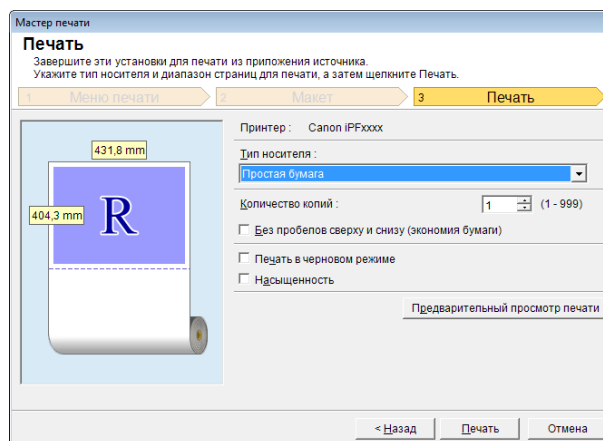 Мастер печати
Печать
Завершите эти установки для печати из приложения источника.
Укажите тип носителя и диапазон страниц для печати, а затем щелкните Печать.
1 Меню печати 2 Макет 3 Печать
Принтер : Canon iPFxxxx
431,8 mm
Тип носителя :
Простая бумага
404,3 mm
R
Количество копий : 1 (1 - 999)
Без пробелов сверху и снизу (экономия бумаги)
Печать в черновом режиме
Насыщенность
Предварительный просмотр печати
< Назад Печать Отмена